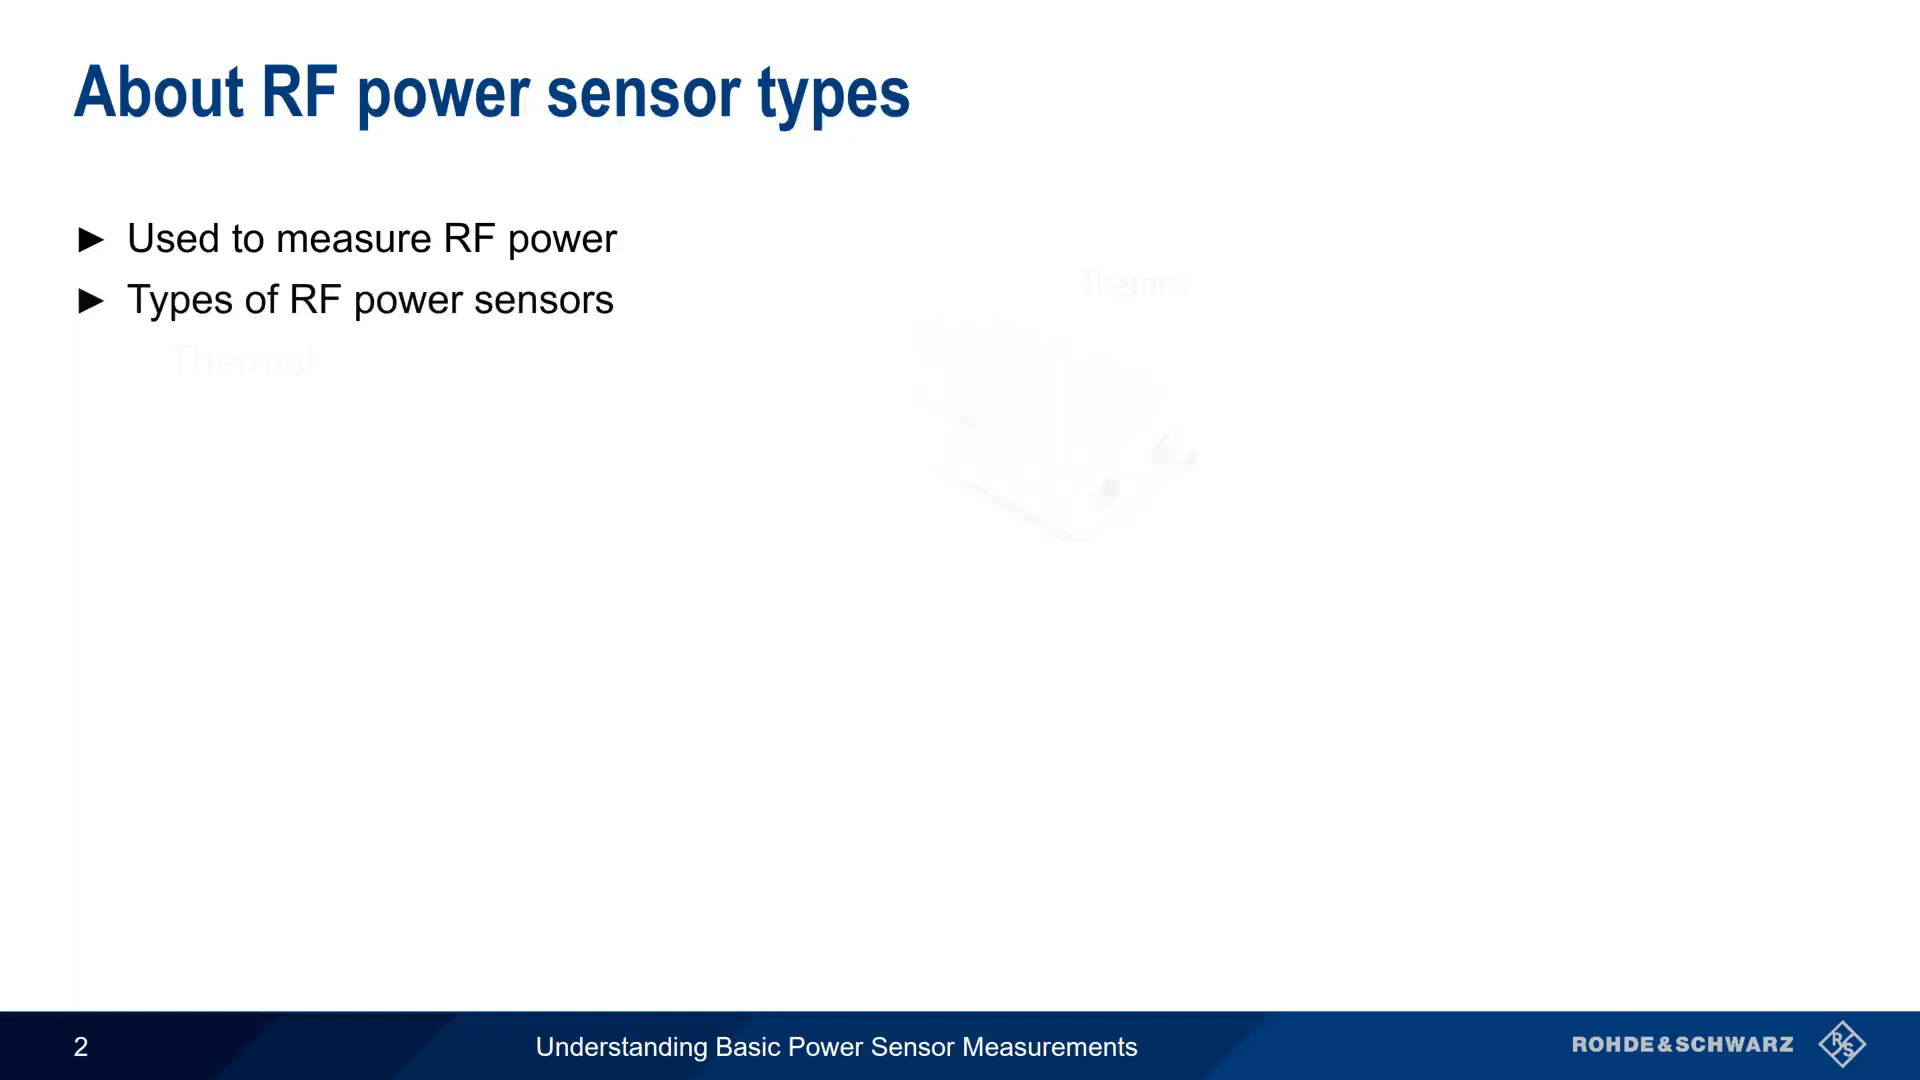 About RF power sensor types
► Used to measure RF power
► Types of RF power sensors
Thermal
Thermal
2
Understanding Basic Power Sensor Measurements
ROHDE&SCHWARZ
R S